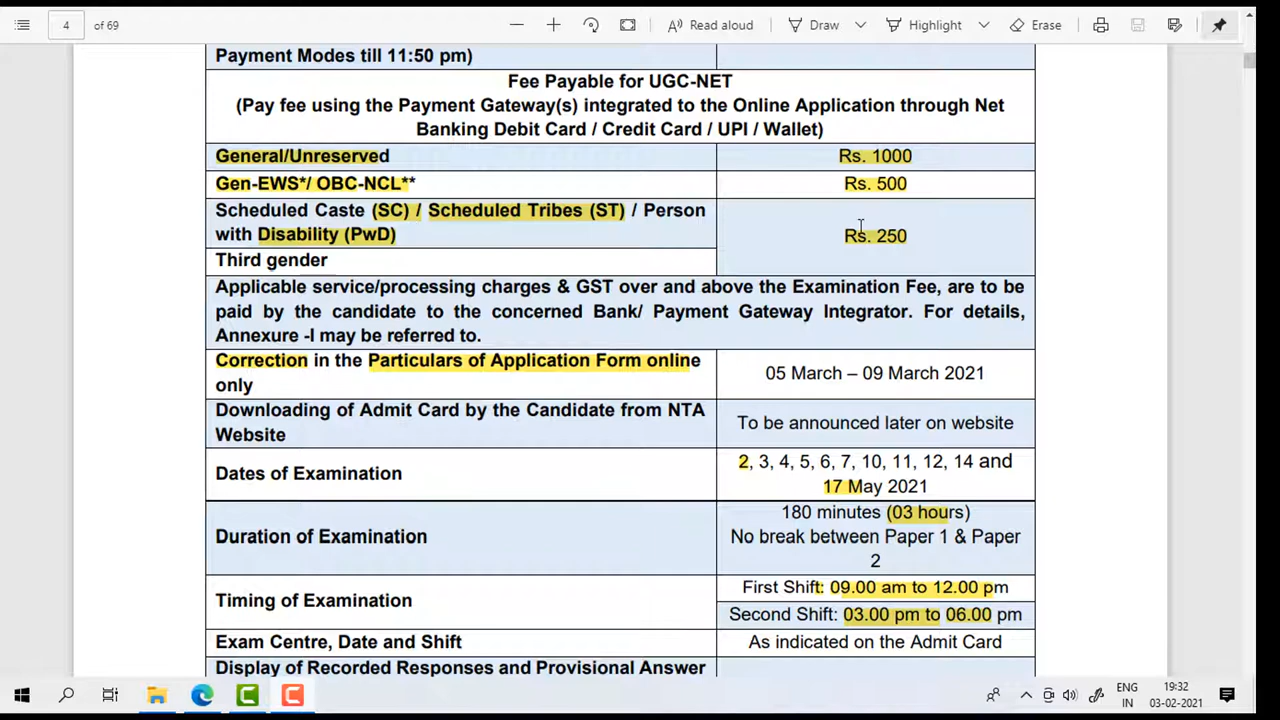 4 of 69
Read aloud
Draw
Highlight
Erase
Payment Modes till 11:50 pm)
Fee Payable for UGC-NET
(Pay fee using the Payment Gateway(s) integrated to the Online Application through Net
Banking Debit Card / Credit Card / UPI / Wallet)
General/Unreserved
Rs. 1000
Gen-EWS*/ OBC-NCL**
Rs. 500
Scheduled Caste (SC) / Scheduled Tribes (ST) / Person
with Disability (PwD)
Rs. 250
Third gender
Applicable service/processing charges & GST over and above the Examination Fee, are to be
paid by the candidate to the concerned Bank/ Payment Gateway Integrator. For details,
Annexure -I may be referred to.
Correction in the Particulars of Application Form online
only
05 March – 09 March 2021
Downloading of Admit Card by the Candidate from NTA
Website
To be announced later on website
Dates of Examination
2, 3, 4, 5, 6, 7, 10, 11, 12, 14 and
17 May 2021
Duration of Examination
180 minutes (03 hours)
No break between Paper 1 & Paper
2
Timing of Examination
First Shift: 09.00 am to 12.00 pm
Second Shift: 03.00 pm to 06.00 pm
Exam Centre, Date and Shift
As indicated on the Admit Card
Display of Recorded Responses and Provisional Answer
ENG
IN
19:32
03-02-2021